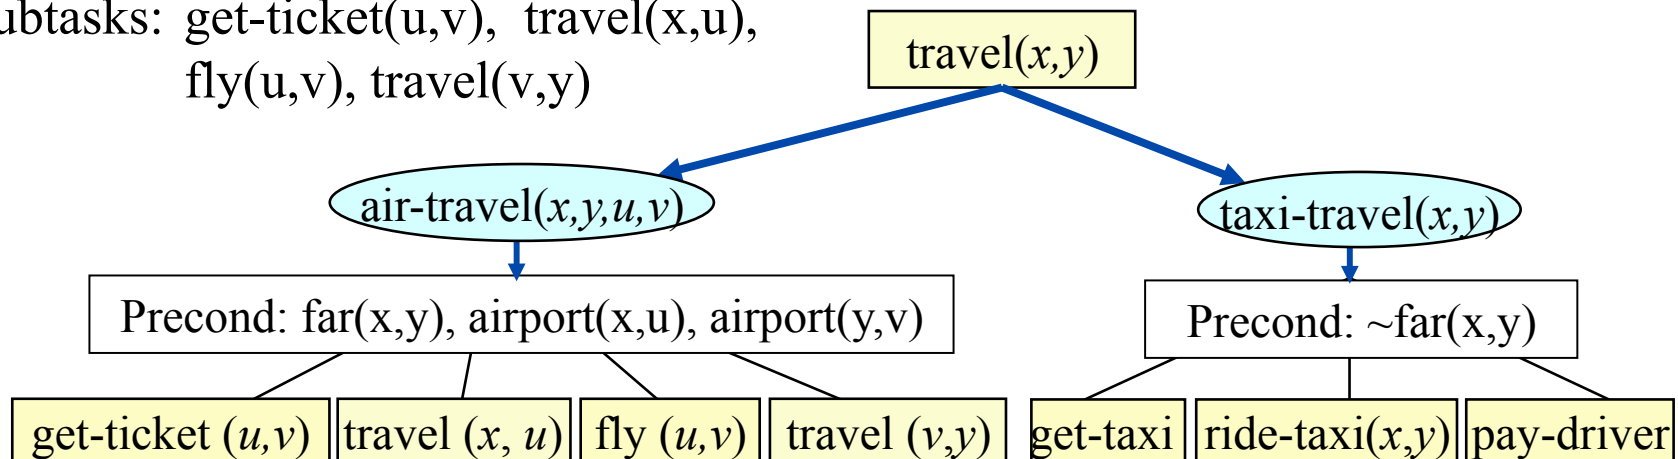 ubtasks: get-ticket(u,v), travel(x,u),
fly(u,v), travel(v,y)
travel(x,y)
air-travel(x,y,u,v)
taxi-travel(x,y)
Precond: far(x,y), airport(x,u), airport(y,v)
Precond: ~far(x,y)
get-ticket (u,v)
travel (x, u)
fly (u,v)
travel (v,y)
get-taxi
ride-taxi(x,y)
pay-driver